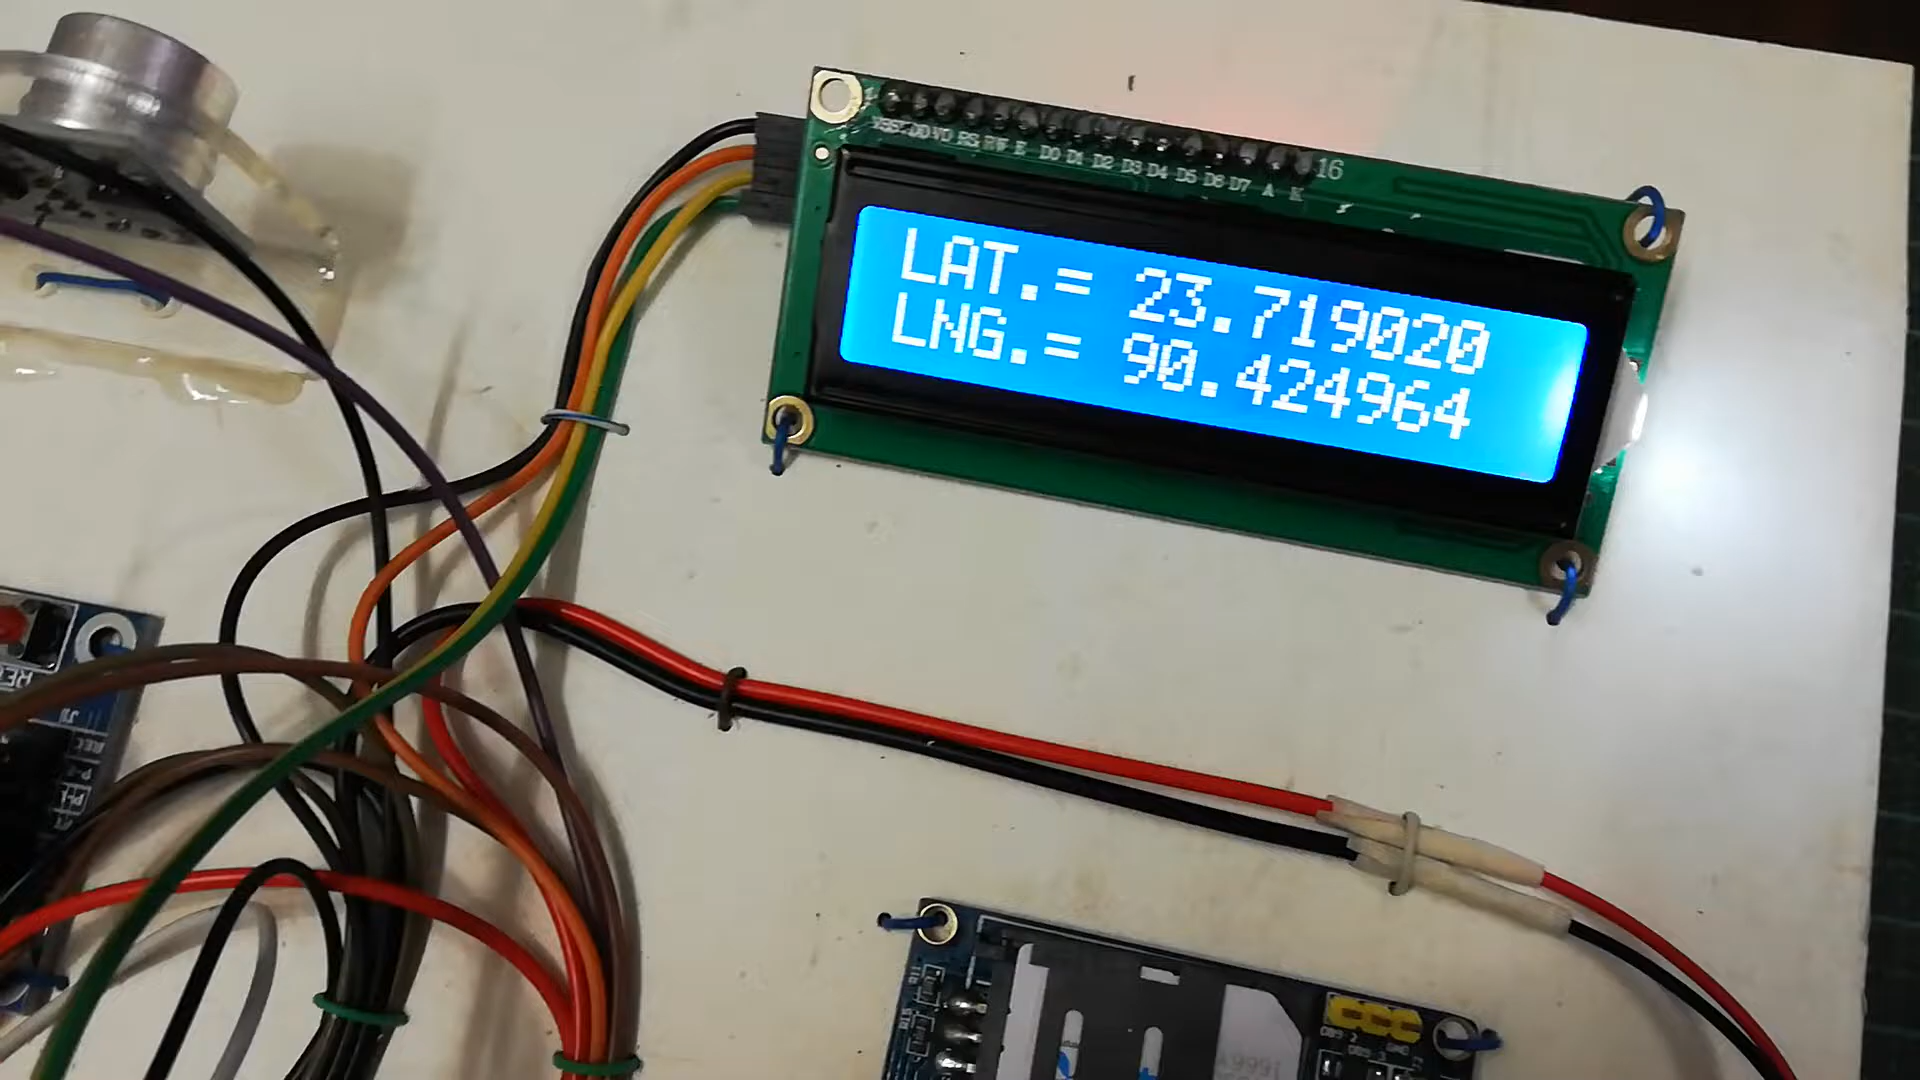 VSS VDD VO RS RW E D0 D1 D2 D3 D4 D5 D6 D7 A K
16
LAT.= 23.719020
LNG.= 90.424964